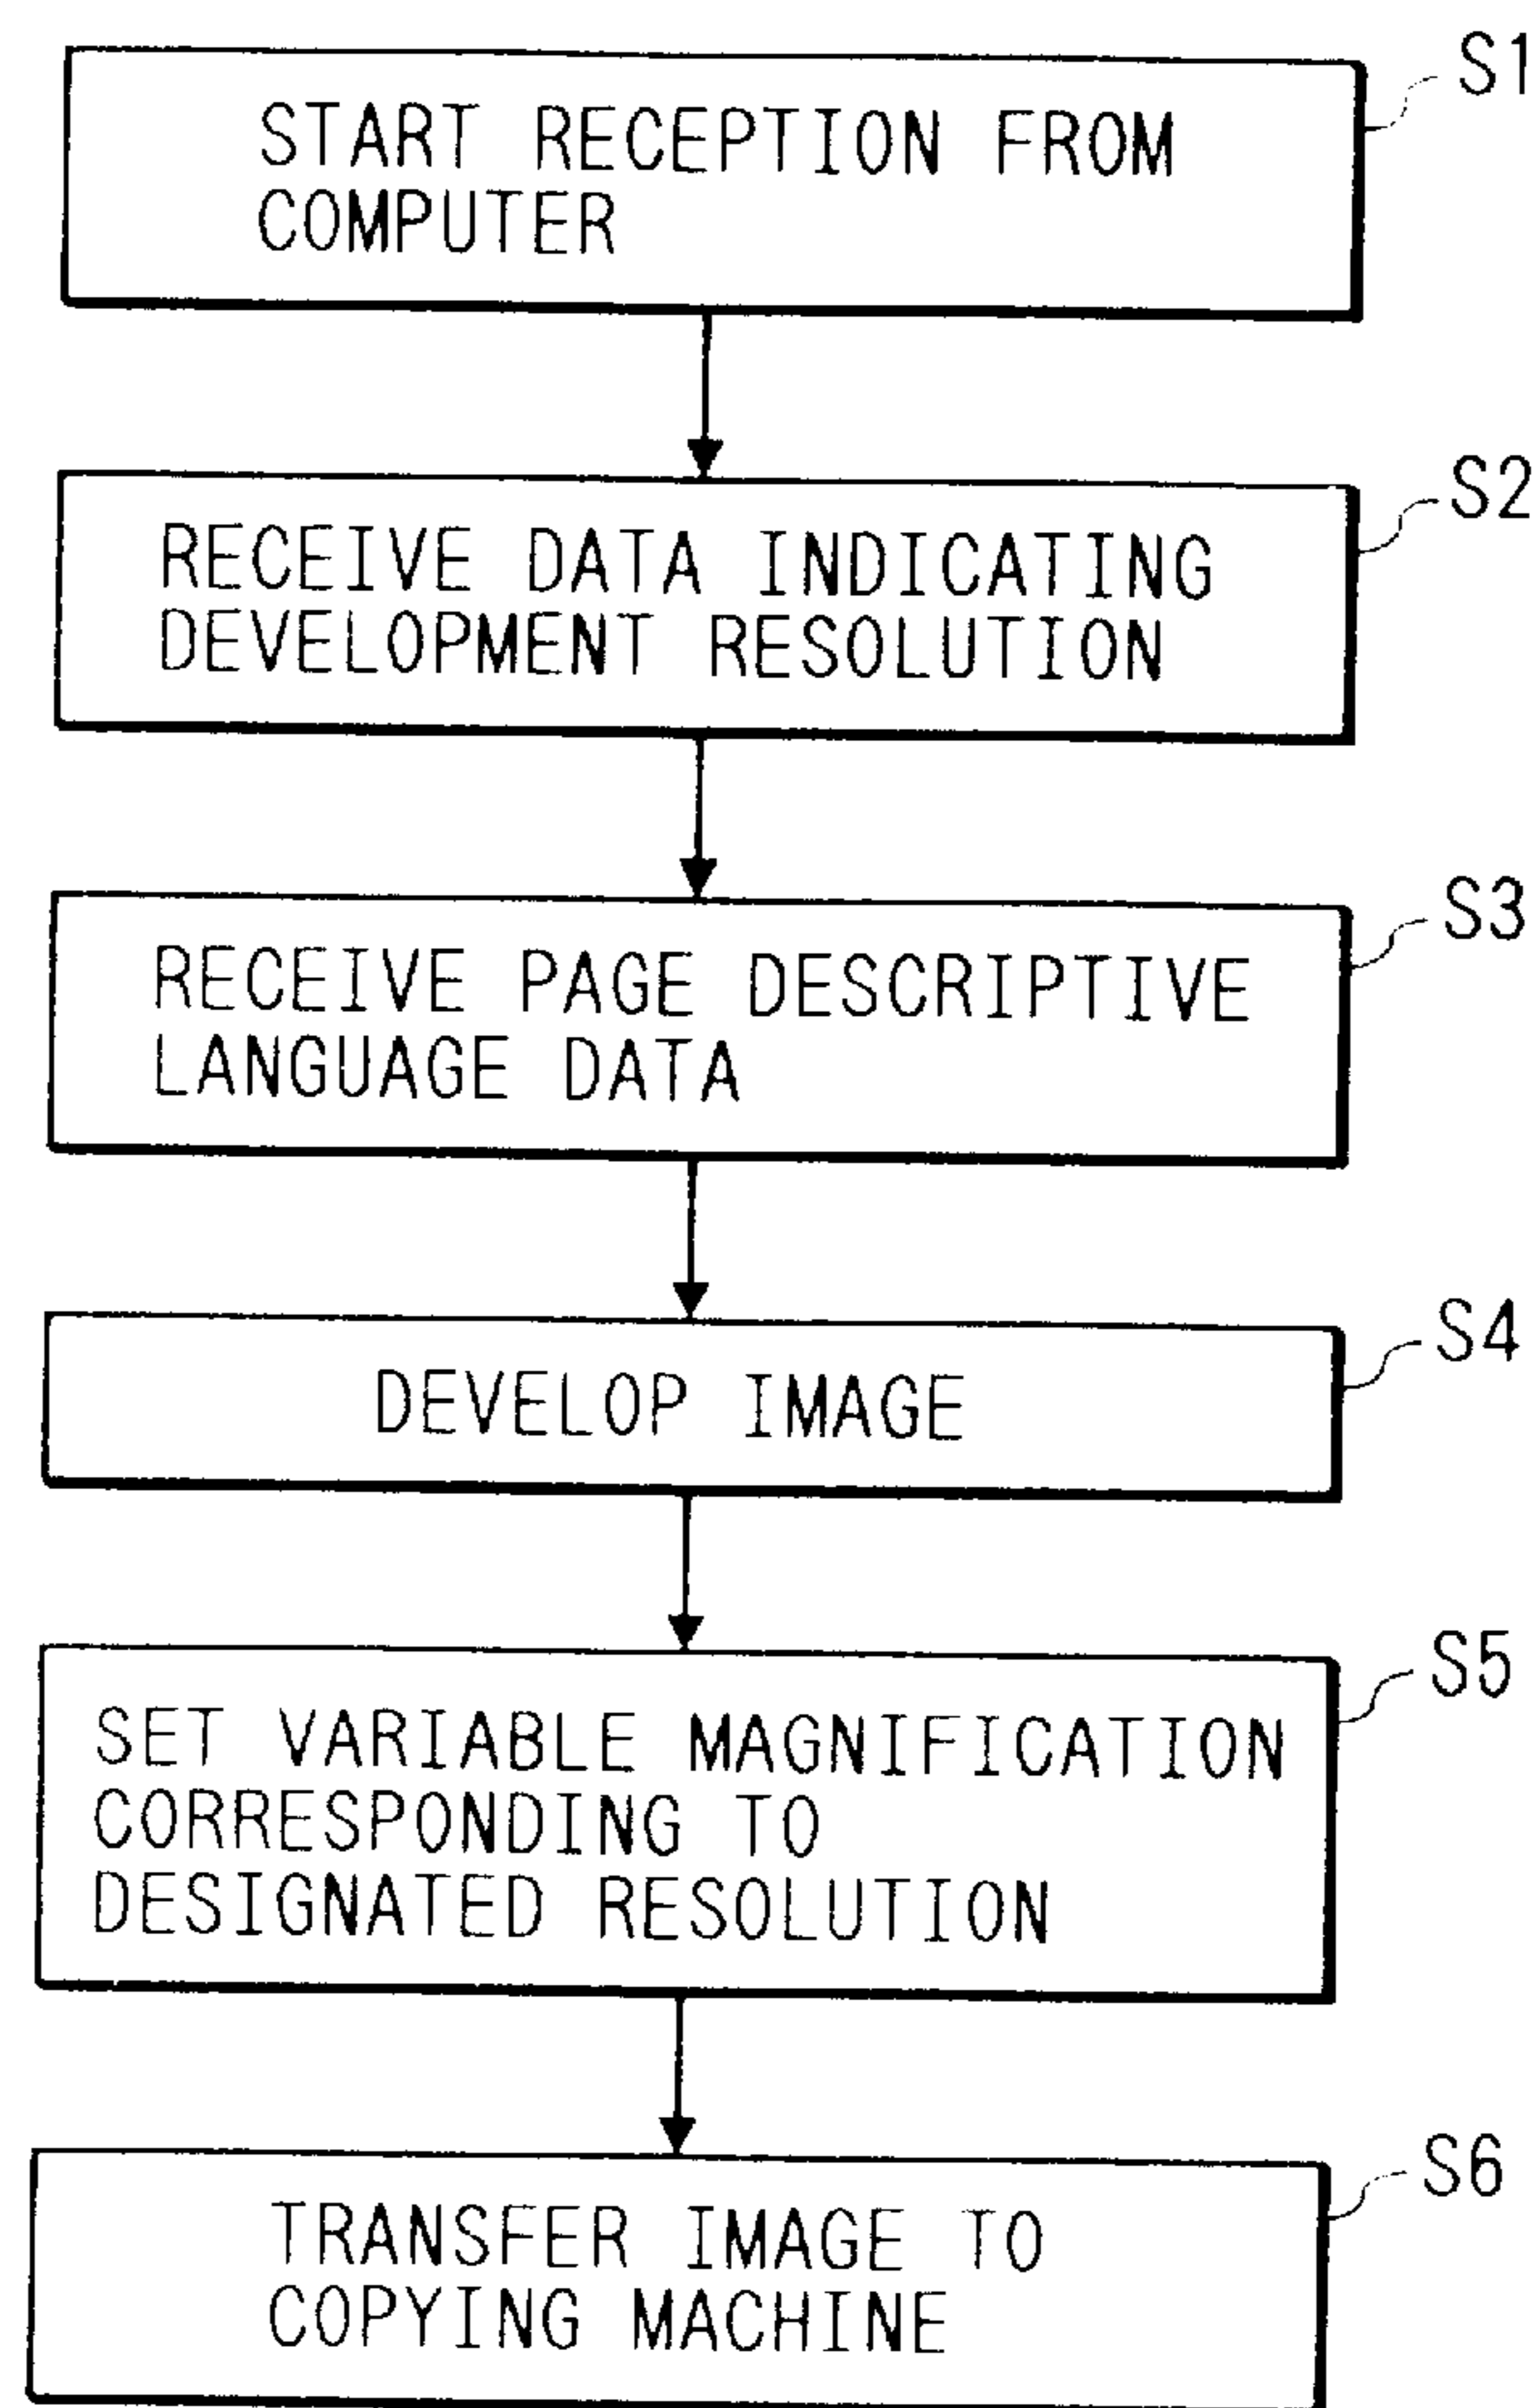 S1
START RECEPTION FROM
COMPUTER
S2
RECEIVE DATA INDICATING
DEVELOPMENT RESOLUTION
S3
RECEIVE PAGE DESCRIPTIVE
LANGUAGE DATA
S4
DEVELOP IMAGE
S5
SET VARIABLE MAGNIFICATION
CORRESPONDING TO
DESIGNATED RESOLUTION
S6
TRANSFER IMAGE TO
COPYING MACHINE